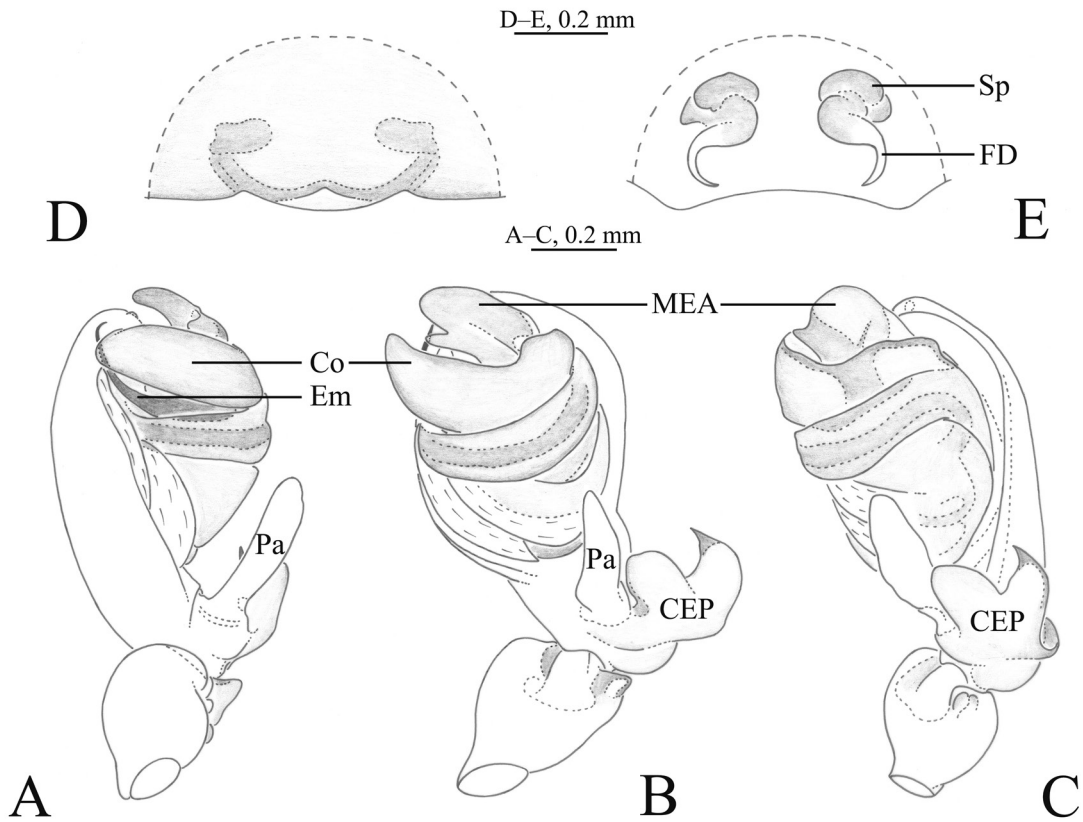 D–E, 0.2 mm
Sp
FD
D
E
A–C, 0.2 mm
MEA
Co
Em
Pa
Pa
CEP
CEP
A
B
C